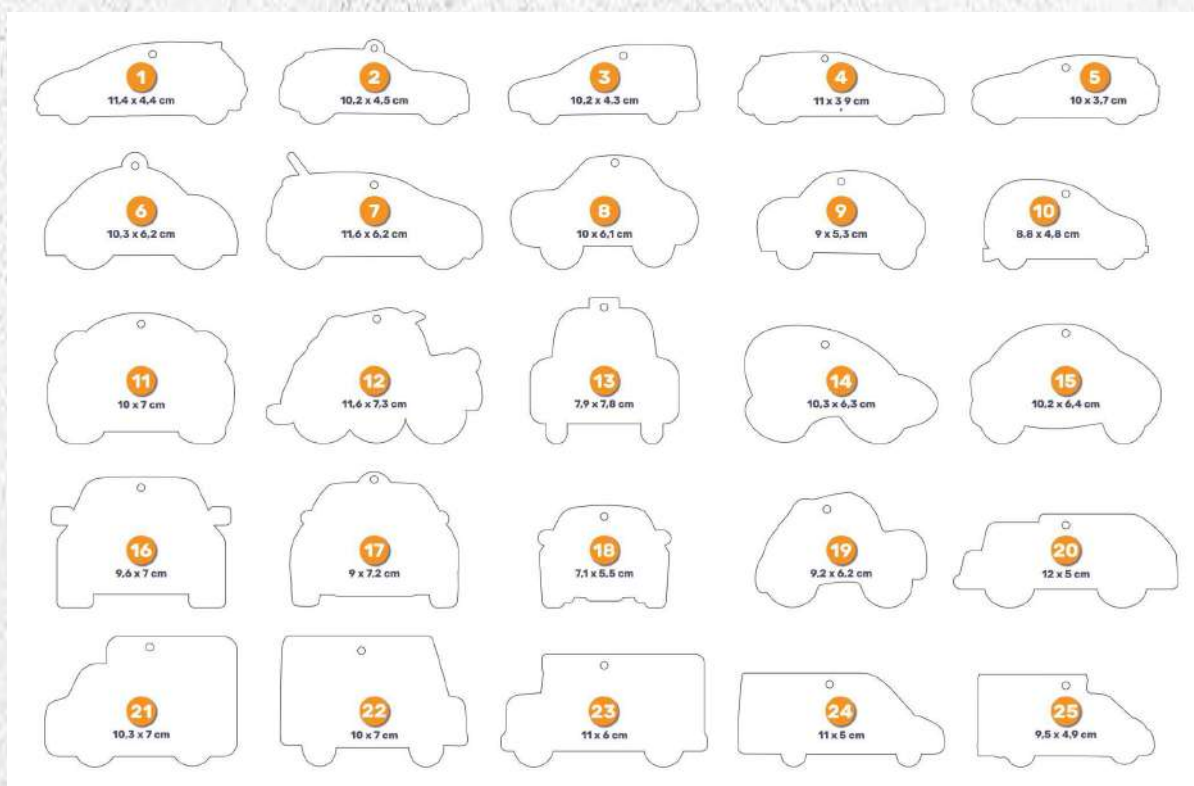 1
11,4 x 4,4 cm
2
10,2 x 4,5 cm
3
10,2 x 4.3 cm
4
11 x 3 9 cm
5
10 x 3,7 cm
6
10,3 x 6,2 cm
7
11,6 x 6,2 cm
8
10 x 6,1 cm
9
9 x 5,3 cm
10
8,8 x 4,8 cm
11
10 x 7 cm
12
11,6 x 7,3 cm
13
7,9 x 7,8 cm
14
10,3 x 6,3 cm
15
10,2 x 6,4 cm
16
9,6 x 7 cm
17
9 x 7,2 cm
18
7,1 x 5,5 cm
19
9,2 x 6,2 cm
20
12 x 5 cm
21
10,3 x 7 cm
22
10 x 7 cm
23
11 x 6 cm
24
11 x 5 cm
25
9,5 x 4,9 cm